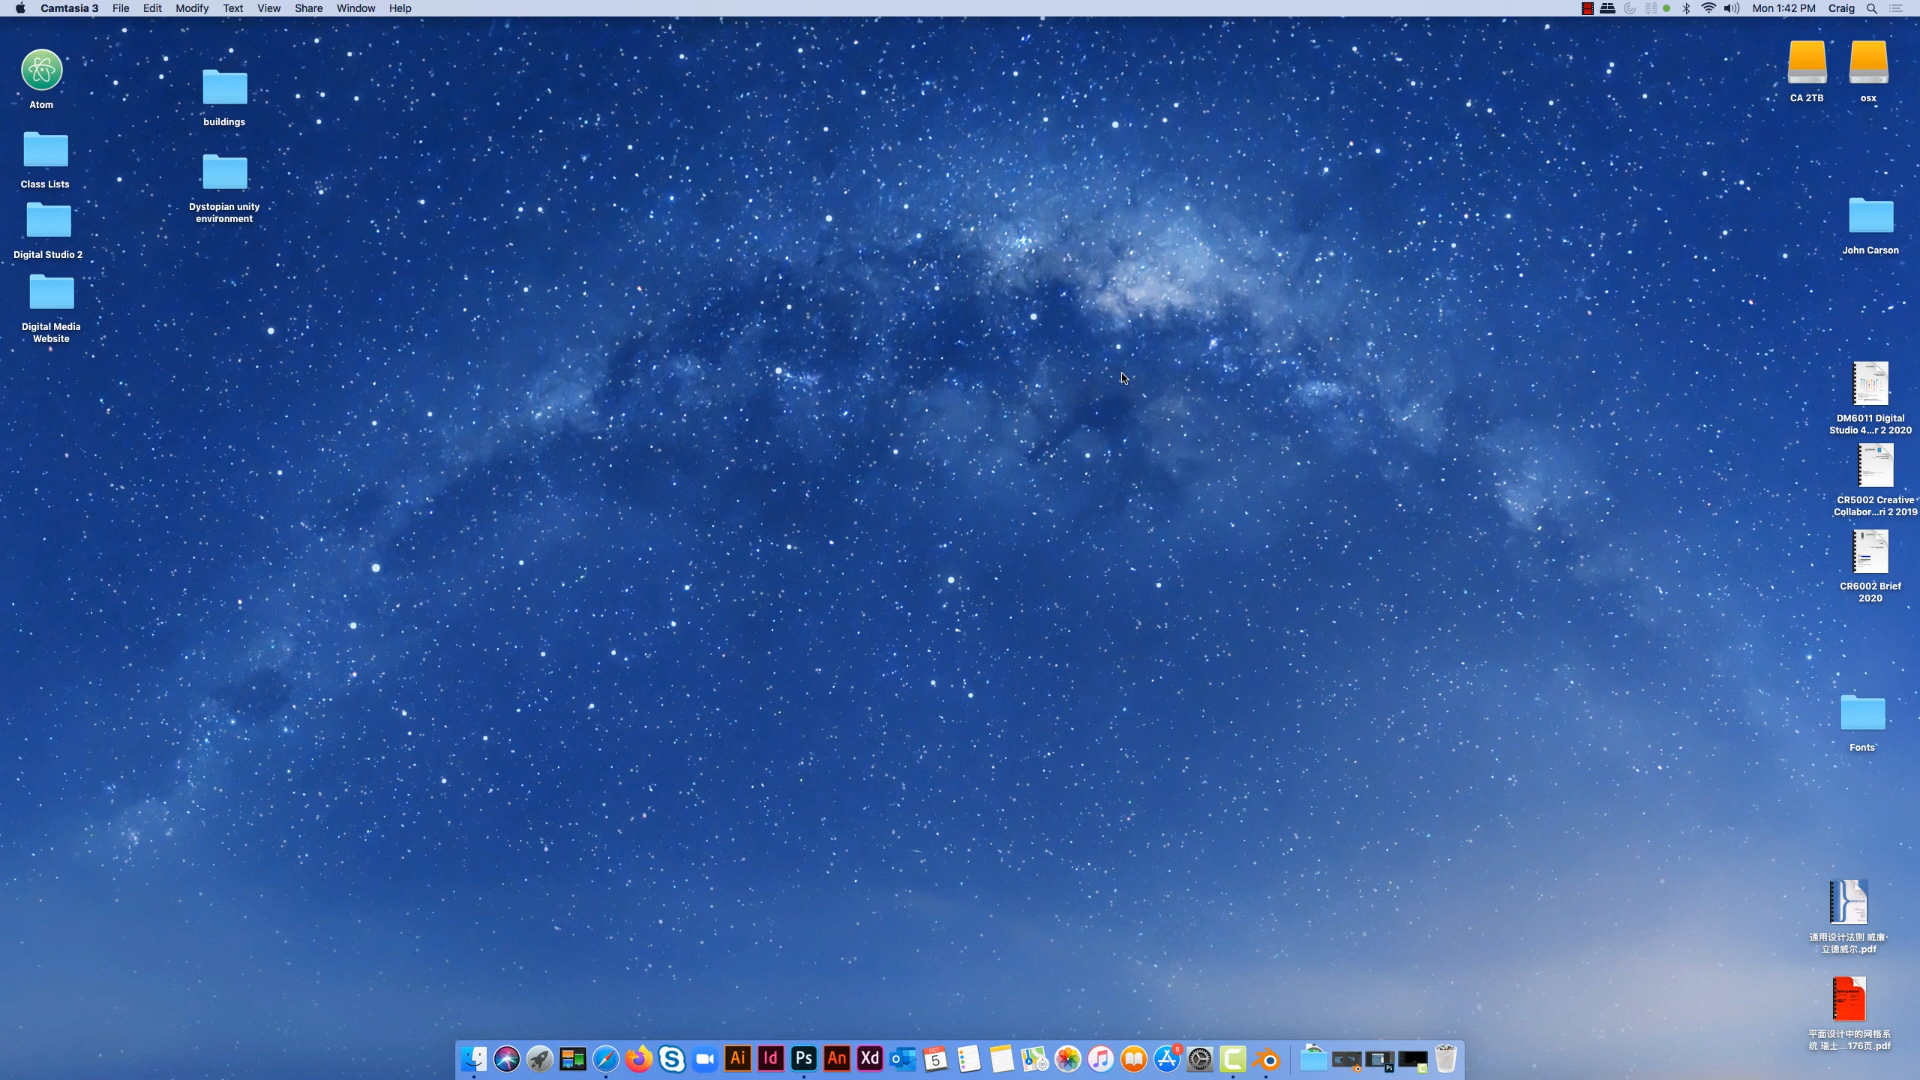 Camtasia 3 File Edit Modify Text View Share Window Help
Mon 1:42 PM Craig
Atom
buildings
Class Lists
Dystopian unity
environment
Digital Studio 2
Digital Media
Website
CA 2TB
osx
John Carson
DM6011 Digital
Studio 4...r 2 2020
CR5002 Creative
Collabor...ri 2 2019
CR6002 Brief
2020
Fonts
通用设计法则 威廉·
立德威尔.pdf
平面设计中的网格系
统 瑞士...176页.pdf
Ai Id Ps An Xd
5